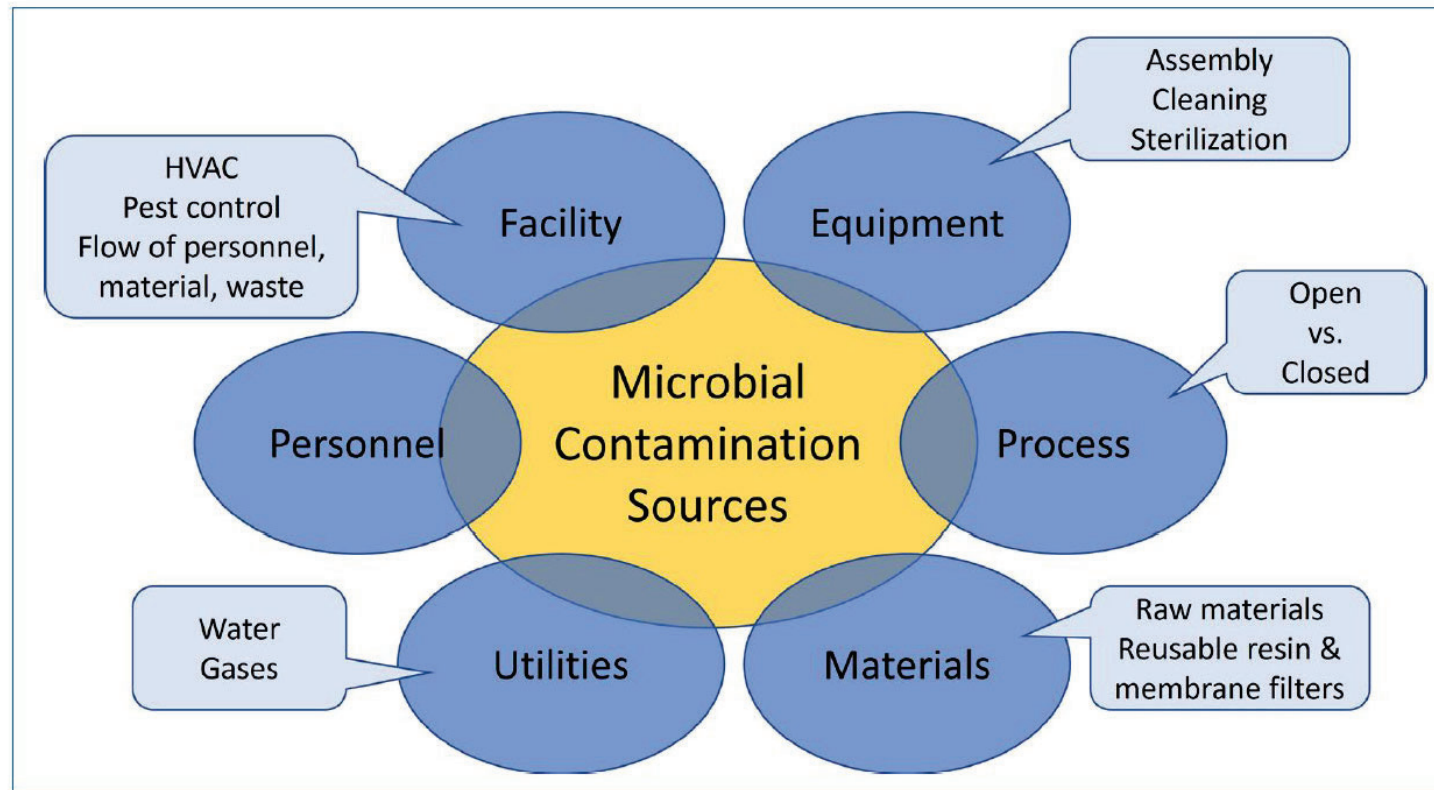 Assembly
Cleaning
Sterilization
HVAC
Pest control
Flow of personnel,
material, waste
Facility
Equipment
Open
vs.
Closed
Microbial
Contamination
Sources
Personnel
Process
Water
Gases
Utilities
Materials
Raw materials
Reusable resin &
membrane filters